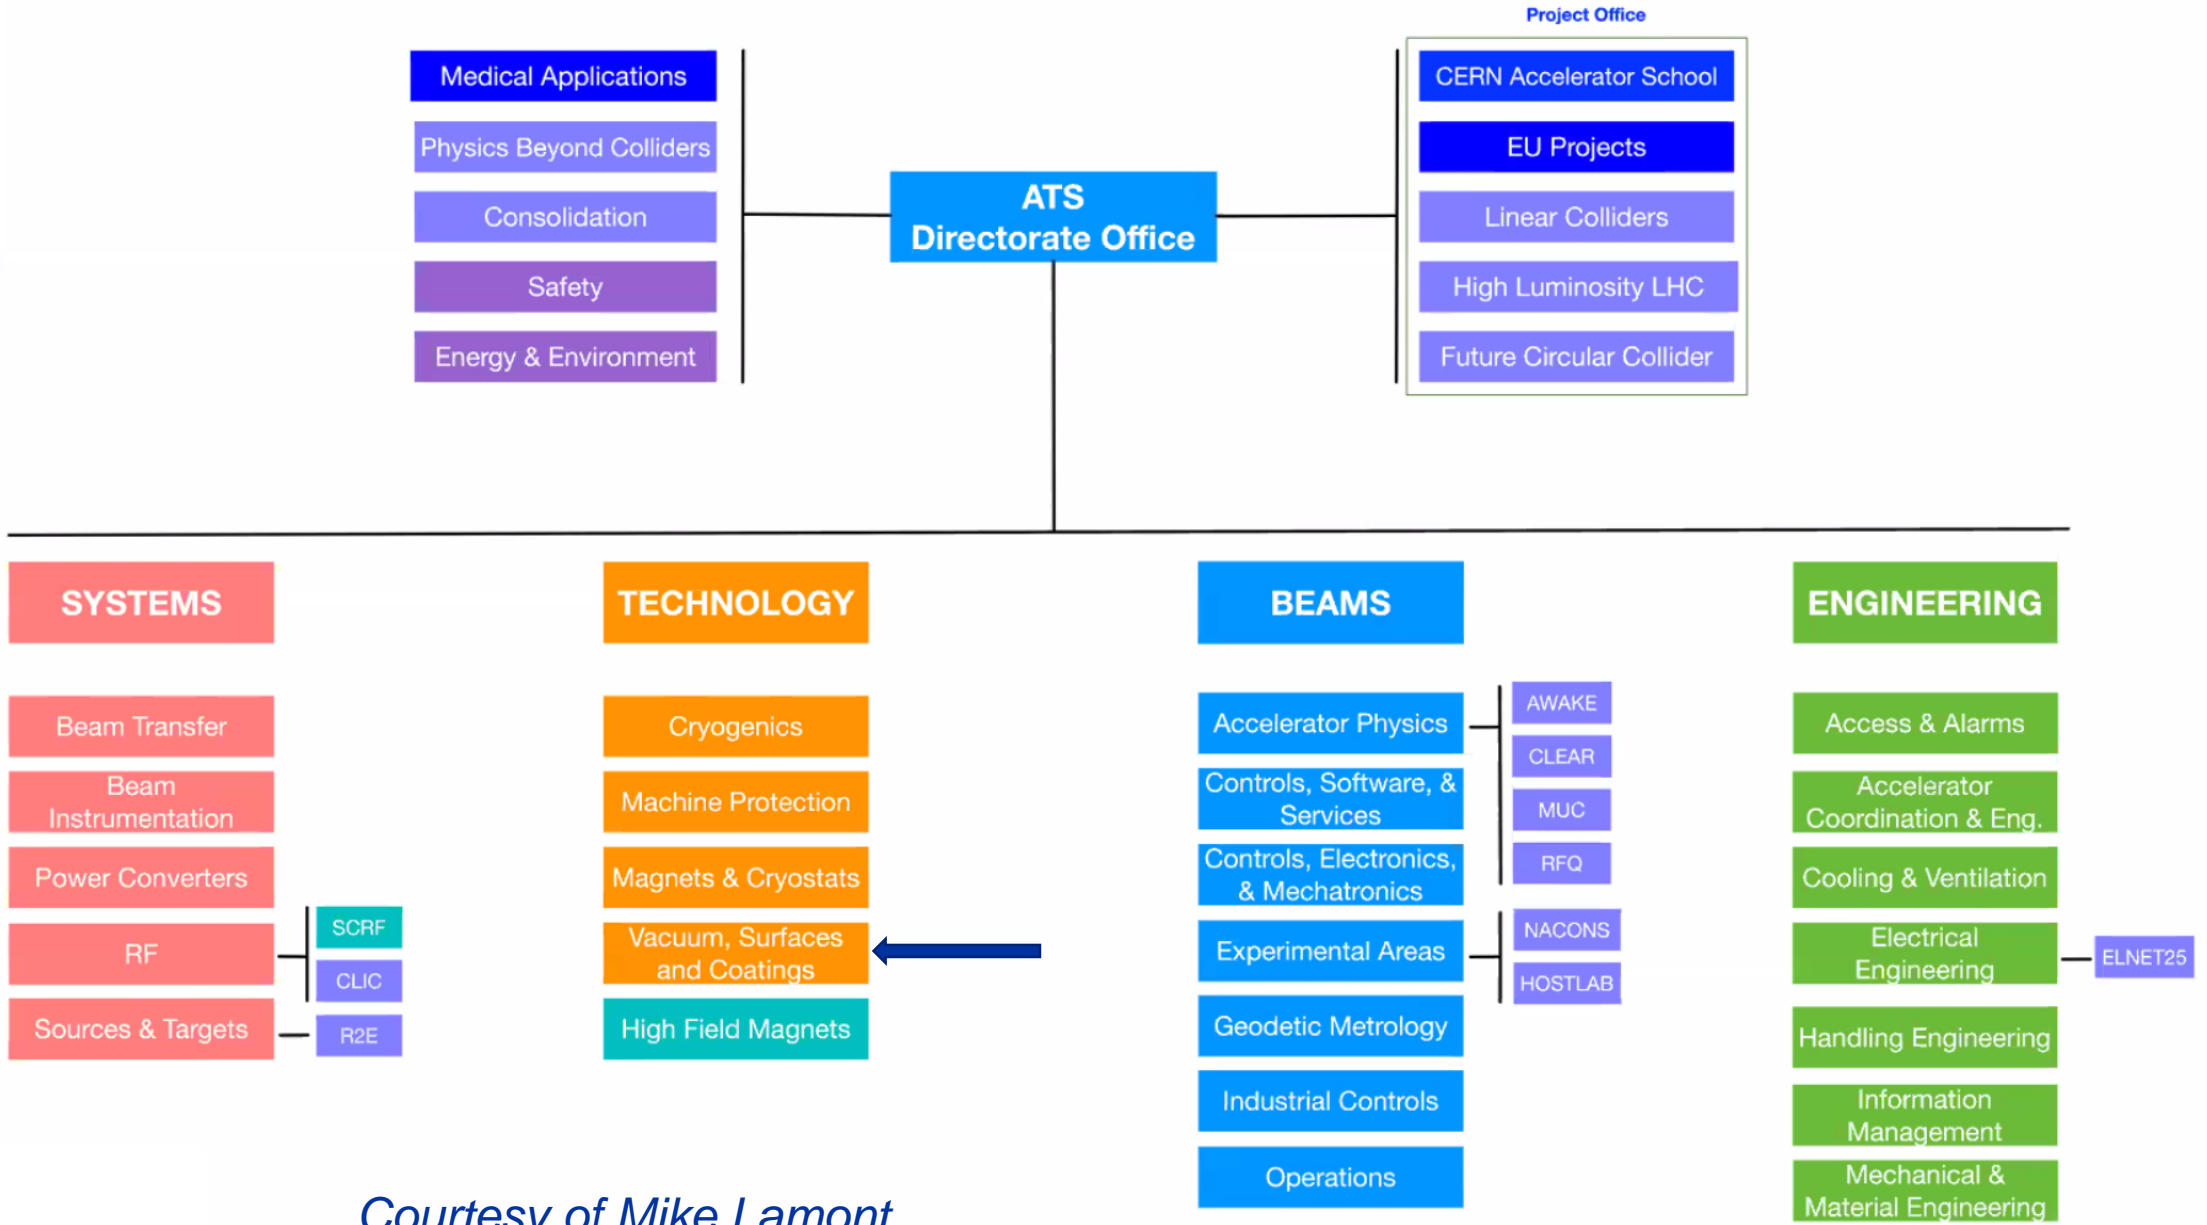 Project Office
Medical Applications
Physics Beyond Colliders
Consolidation
Safety
Energy & Environment
ATS
Directorate Office
CERN Accelerator School
EU Projects
Linear Colliders
High Luminosity LHC
Future Circular Collider
SYSTEMS
Beam Transfer
Beam
Instrumentation
Power Converters
RF
SCRF
CLIC
Sources & Targets
R2E
TECHNOLOGY
Cryogenics
Machine Protection
Magnets & Cryostats
Vacuum, Surfaces
and Coatings
High Field Magnets
BEAMS
Accelerator Physics
AWAKE
CLEAR
MUC
RFQ
Controls, Software, &
Services
Controls, Electronics,
& Mechatronics
Experimental Areas
NACONS
HOSTLAB
Geodetic Metrology
Industrial Controls
Operations
ENGINEERING
Access & Alarms
Accelerator
Coordination & Eng.
Cooling & Ventilation
Electrical
Engineering
ELNET25
Handling Engineering
Information
Management
Mechanical &
Material Engineering
Courtesy of Mike Lamont